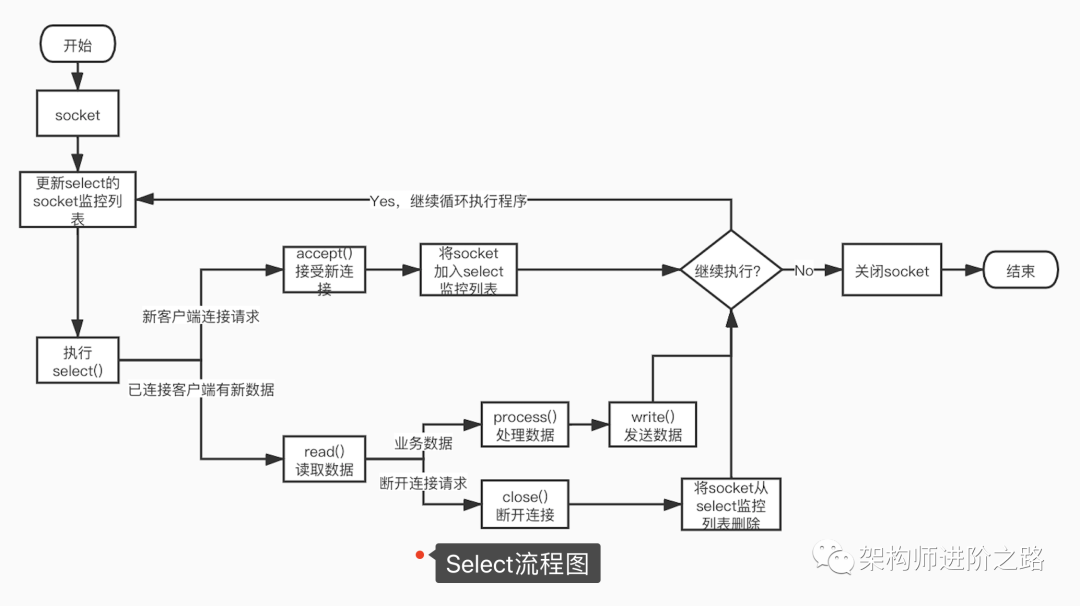 开始
socket
更新select的
socket监控列
表
Yes，继续循环执行程序
accept()
接受新连
接
将socket
加入select
监控列表
继续执行?
No
关闭socket
结束
新客户端连接请求
执行
select()
已连接客户端有新数据
read()
读取数据
业务数据
断开连接请求
process()
处理数据
write()
发送数据
close()
断开连接
将socket从
select监控
列表删除
Select流程图
架构师进阶之路